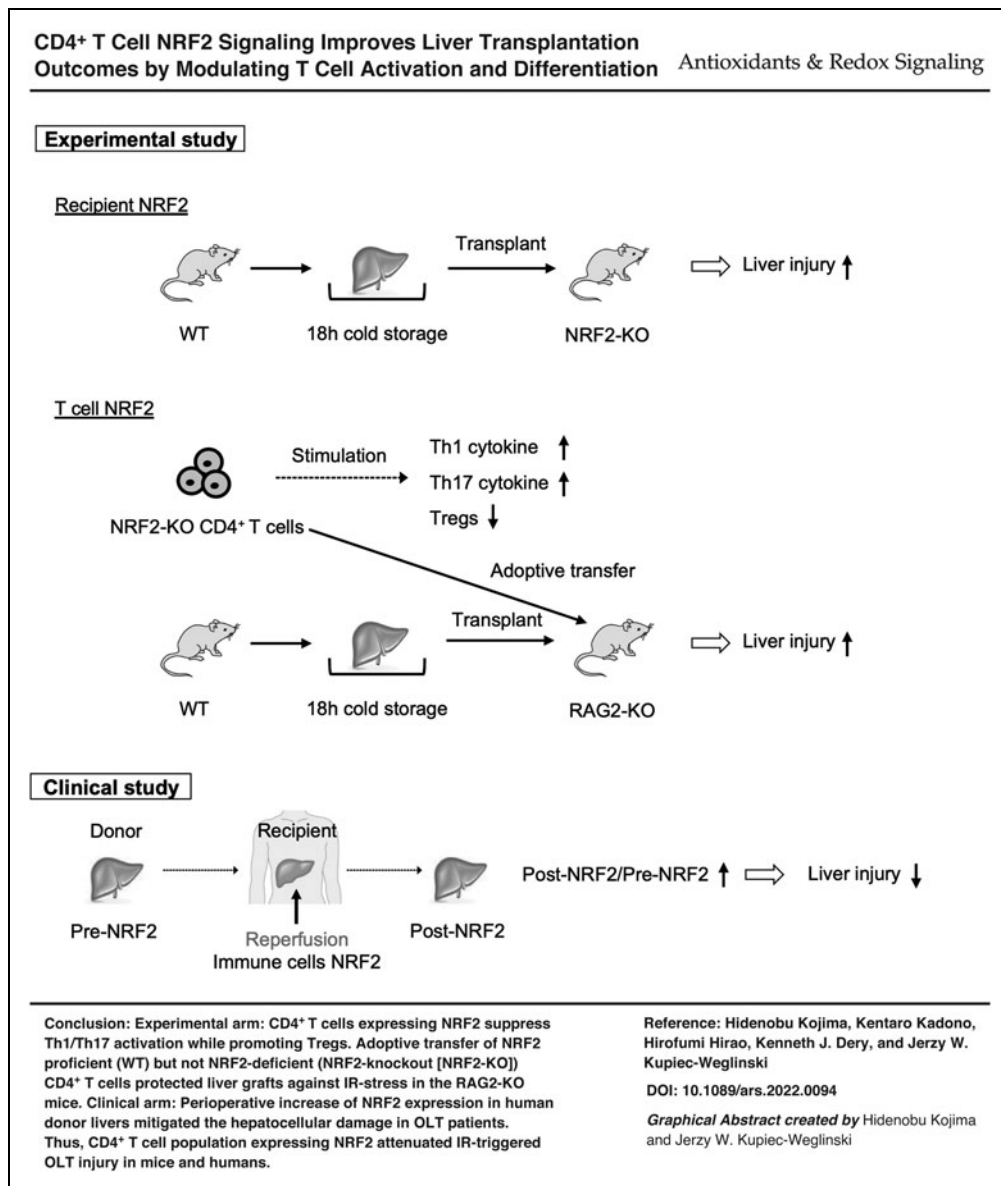 CD4+ T Cell NRF2 Signaling Improves Liver Transplantation
Outcomes by Modulating T Cell Activation and Differentiation
Antioxidants & Redox Signaling
Experimental study
Recipient NRF2
Transplant
Liver injury ↑
WT
18h cold storage
NRF2-KO
T cell NRF2
Stimulation
Th1 cytokine ↑
Th17 cytokine ↑
Tregs ↓
NRF2-KO CD4+ T cells
Adoptive transfer
Transplant
Liver injury ↑
WT
18h cold storage
RAG2-KO
Clinical study
Donor
Recipient
Post-NRF2/Pre-NRF2 ↑
Liver injury ↓
Pre-NRF2
Reperfusion
Immune cells NRF2
Post-NRF2
Conclusion: Experimental arm: CD4+ T cells expressing NRF2 suppress
Th1/Th17 activation while promoting Tregs. Adoptive transfer of NRF2
proficient (WT) but not NRF2-deficient (NRF2-knockout [NRF2-KO])
CD4+ T cells protected liver grafts against IR-stress in the RAG2-KO
mice. Clinical arm: Perioperative increase of NRF2 expression in human
donor livers mitigated the hepatocellular damage in OLT patients.
Thus, CD4+ T cell population expressing NRF2 attenuated IR-triggered
OLT injury in mice and humans.
Reference: Hidenobu Kojima, Kentaro Kadono,
Hirofumi Hirao, Kenneth J. Dery, and Jerzy W.
Kupiec-Weglinski
DOI: 10.1089/ars.2022.0094
Graphical Abstract created by Hidenobu Kojima
and Jerzy W. Kupiec-Weglinski